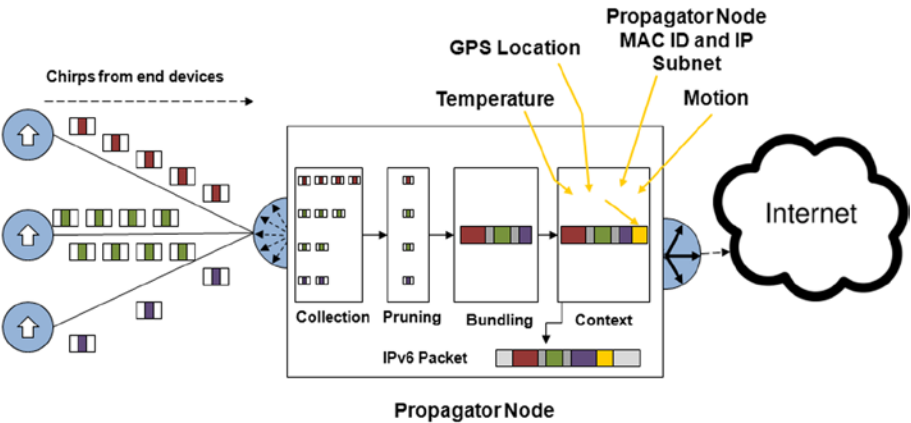 Propagator Node
MAC ID and IP
Subnet
GPS Location
Chirps from end devices
Temperature
Motion
Internet
Collection
Pruning
Bundling
Context
IPv6 Packet
Propagator Node